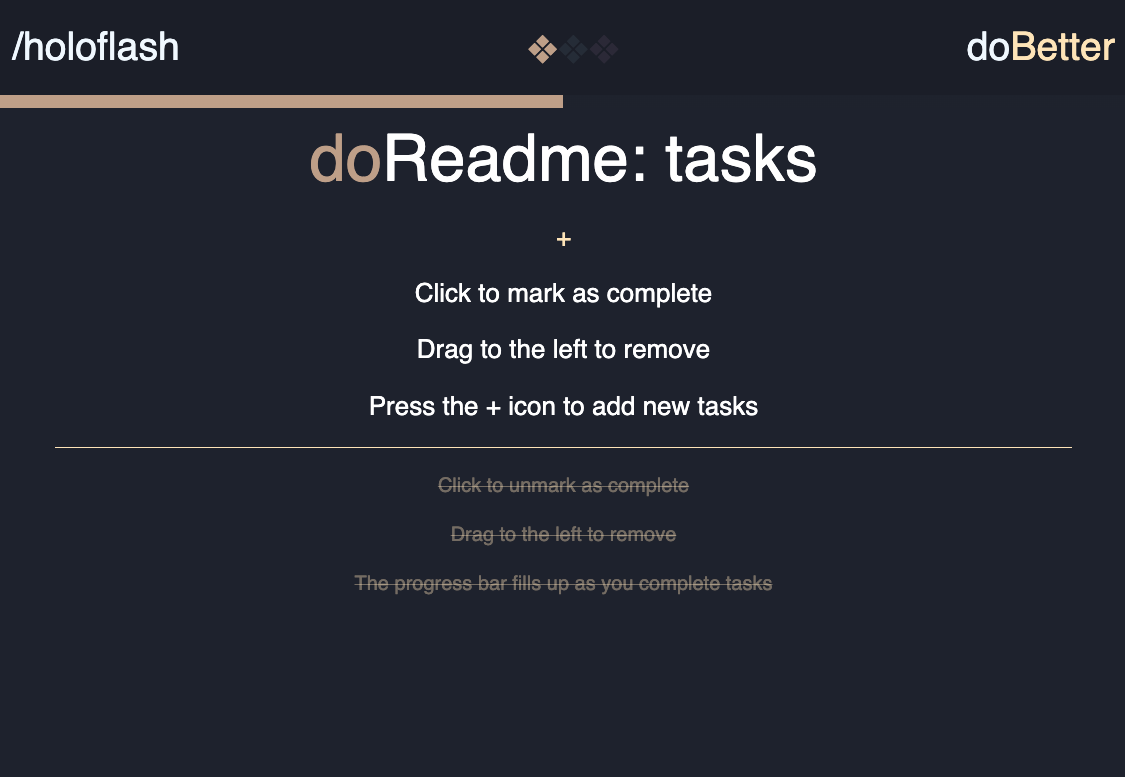 /holoflash
❖❖❖
doBetter
doReadme: tasks
+
Click to mark as complete
Drag to the left to remove
Press the + icon to add new tasks
Click to unmark as complete
Drag to the left to remove
The progress bar fills up as you complete tasks